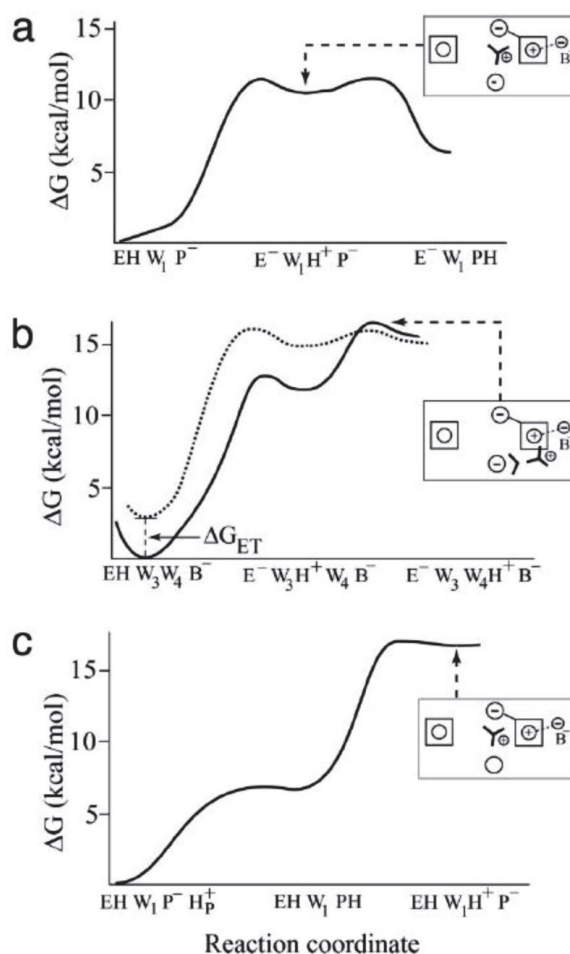 a
ΔG (kcal/mol)
15
10
5
EH W₁ P⁻
E⁻ W₁H⁺ P⁻
E⁻ W₁ PH
B⁻
b
ΔG (kcal/mol)
15
10
5
ΔG_ET
EH W₃W₄ B⁻
E⁻ W₃H⁺ W₄ B⁻
E⁻ W₃ W₄H⁺ B⁻
B⁻
c
ΔG (kcal/mol)
15
10
5
EH W₁ P⁻ H_P⁺
EH W₁ PH
EH W₁H⁺ P⁻
B⁻
Reaction coordinate